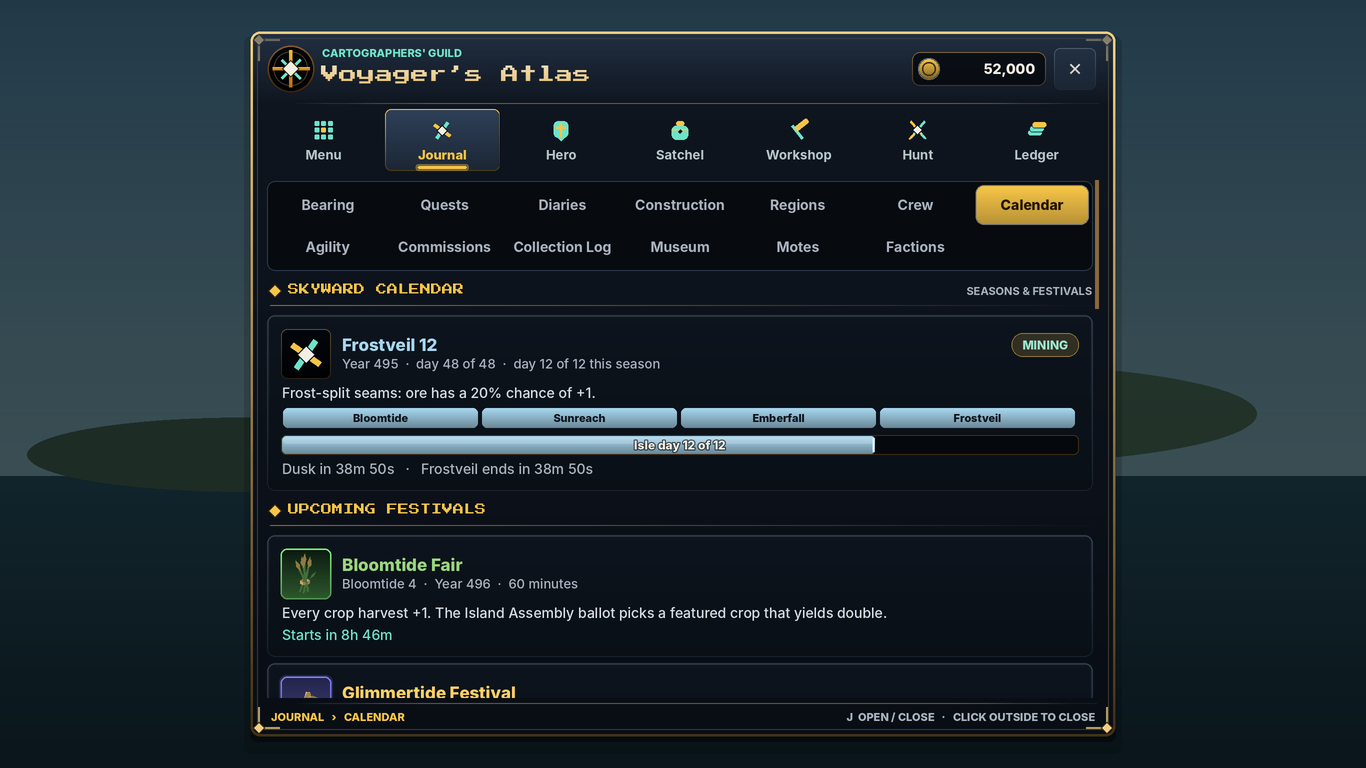 CARTOGRAPHERS' GUILD
Voyager's Atlas
52,000
×
Menu
Journal
Hero
Satchel
Workshop
Hunt
Ledger
Bearing
Quests
Diaries
Construction
Regions
Crew
Calendar
Agility
Commissions
Collection Log
Museum
Motes
Factions
SKYWARD CALENDAR
SEASONS & FESTIVALS
Frostveil 12
MINING
Year 495 · day 48 of 48 · day 12 of 12 this season
Frost-split seams: ore has a 20% chance of +1.
Bloomtide
Sunreach
Emberfall
Frostveil
Isle day 12 of 12
Dusk in 38m 50s · Frostveil ends in 38m 50s
UPCOMING FESTIVALS
Bloomtide Fair
Bloomtide 4 · Year 496 · 60 minutes
Every crop harvest +1. The Island Assembly ballot picks a featured crop that yields double.
Starts in 8h 46m
Glimmertide Festival
JOURNAL › CALENDAR
J OPEN / CLOSE · CLICK OUTSIDE TO CLOSE